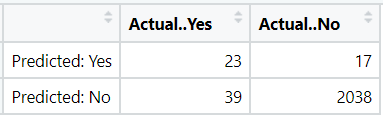 Actual..Yes Actual..No
Predicted: Yes 23 17
Predicted: No 39 2038